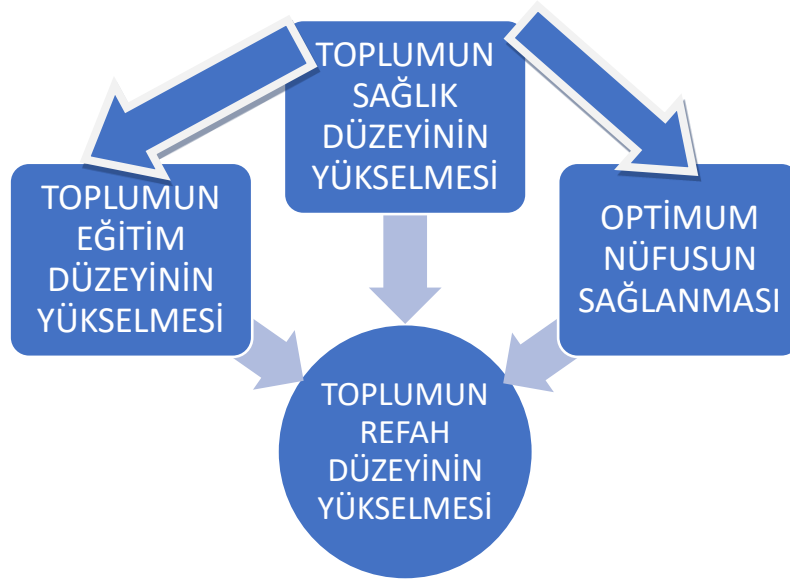 TOPLUMUN
SAĞLIK
DÜZEYİNİN
YÜKSELMESİ
TOPLUMUN
EĞİTİM
DÜZEYİNİN
YÜKSELMESİ
OPTİMUM
NÜFUSUN
SAĞLANMASI
TOPLUMUN
REFAH
DÜZEYİNİN
YÜKSELMESİ